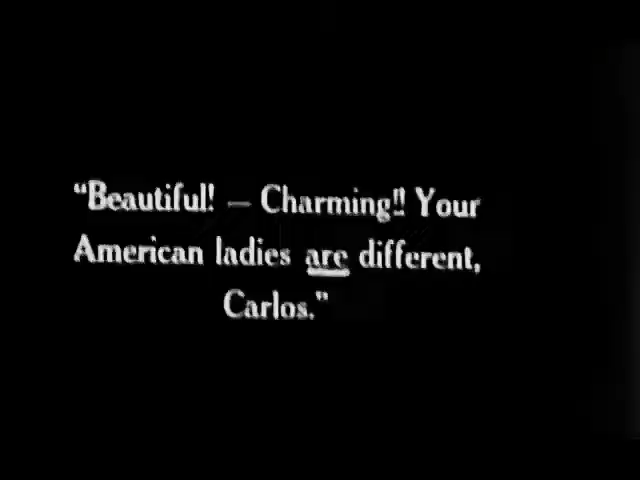 “Beautiful! — Charming!! Your
American ladies are different,
Carlos.”